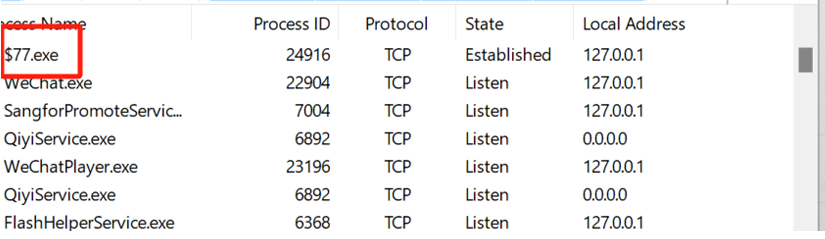 cess Name Process ID Protocol State Local Address
$77.exe 24916 TCP Established 127.0.0.1
WeChat.exe 22904 TCP Listen 127.0.0.1
SangforPromoteServic... 7004 TCP Listen 127.0.0.1
QiyiService.exe 6892 TCP Listen 0.0.0.0
WeChatPlayer.exe 23196 TCP Listen 127.0.0.1
QiyiService.exe 6892 TCP Listen 0.0.0.0
FlashHelperService.exe 6368 TCP Listen 127.0.0.1